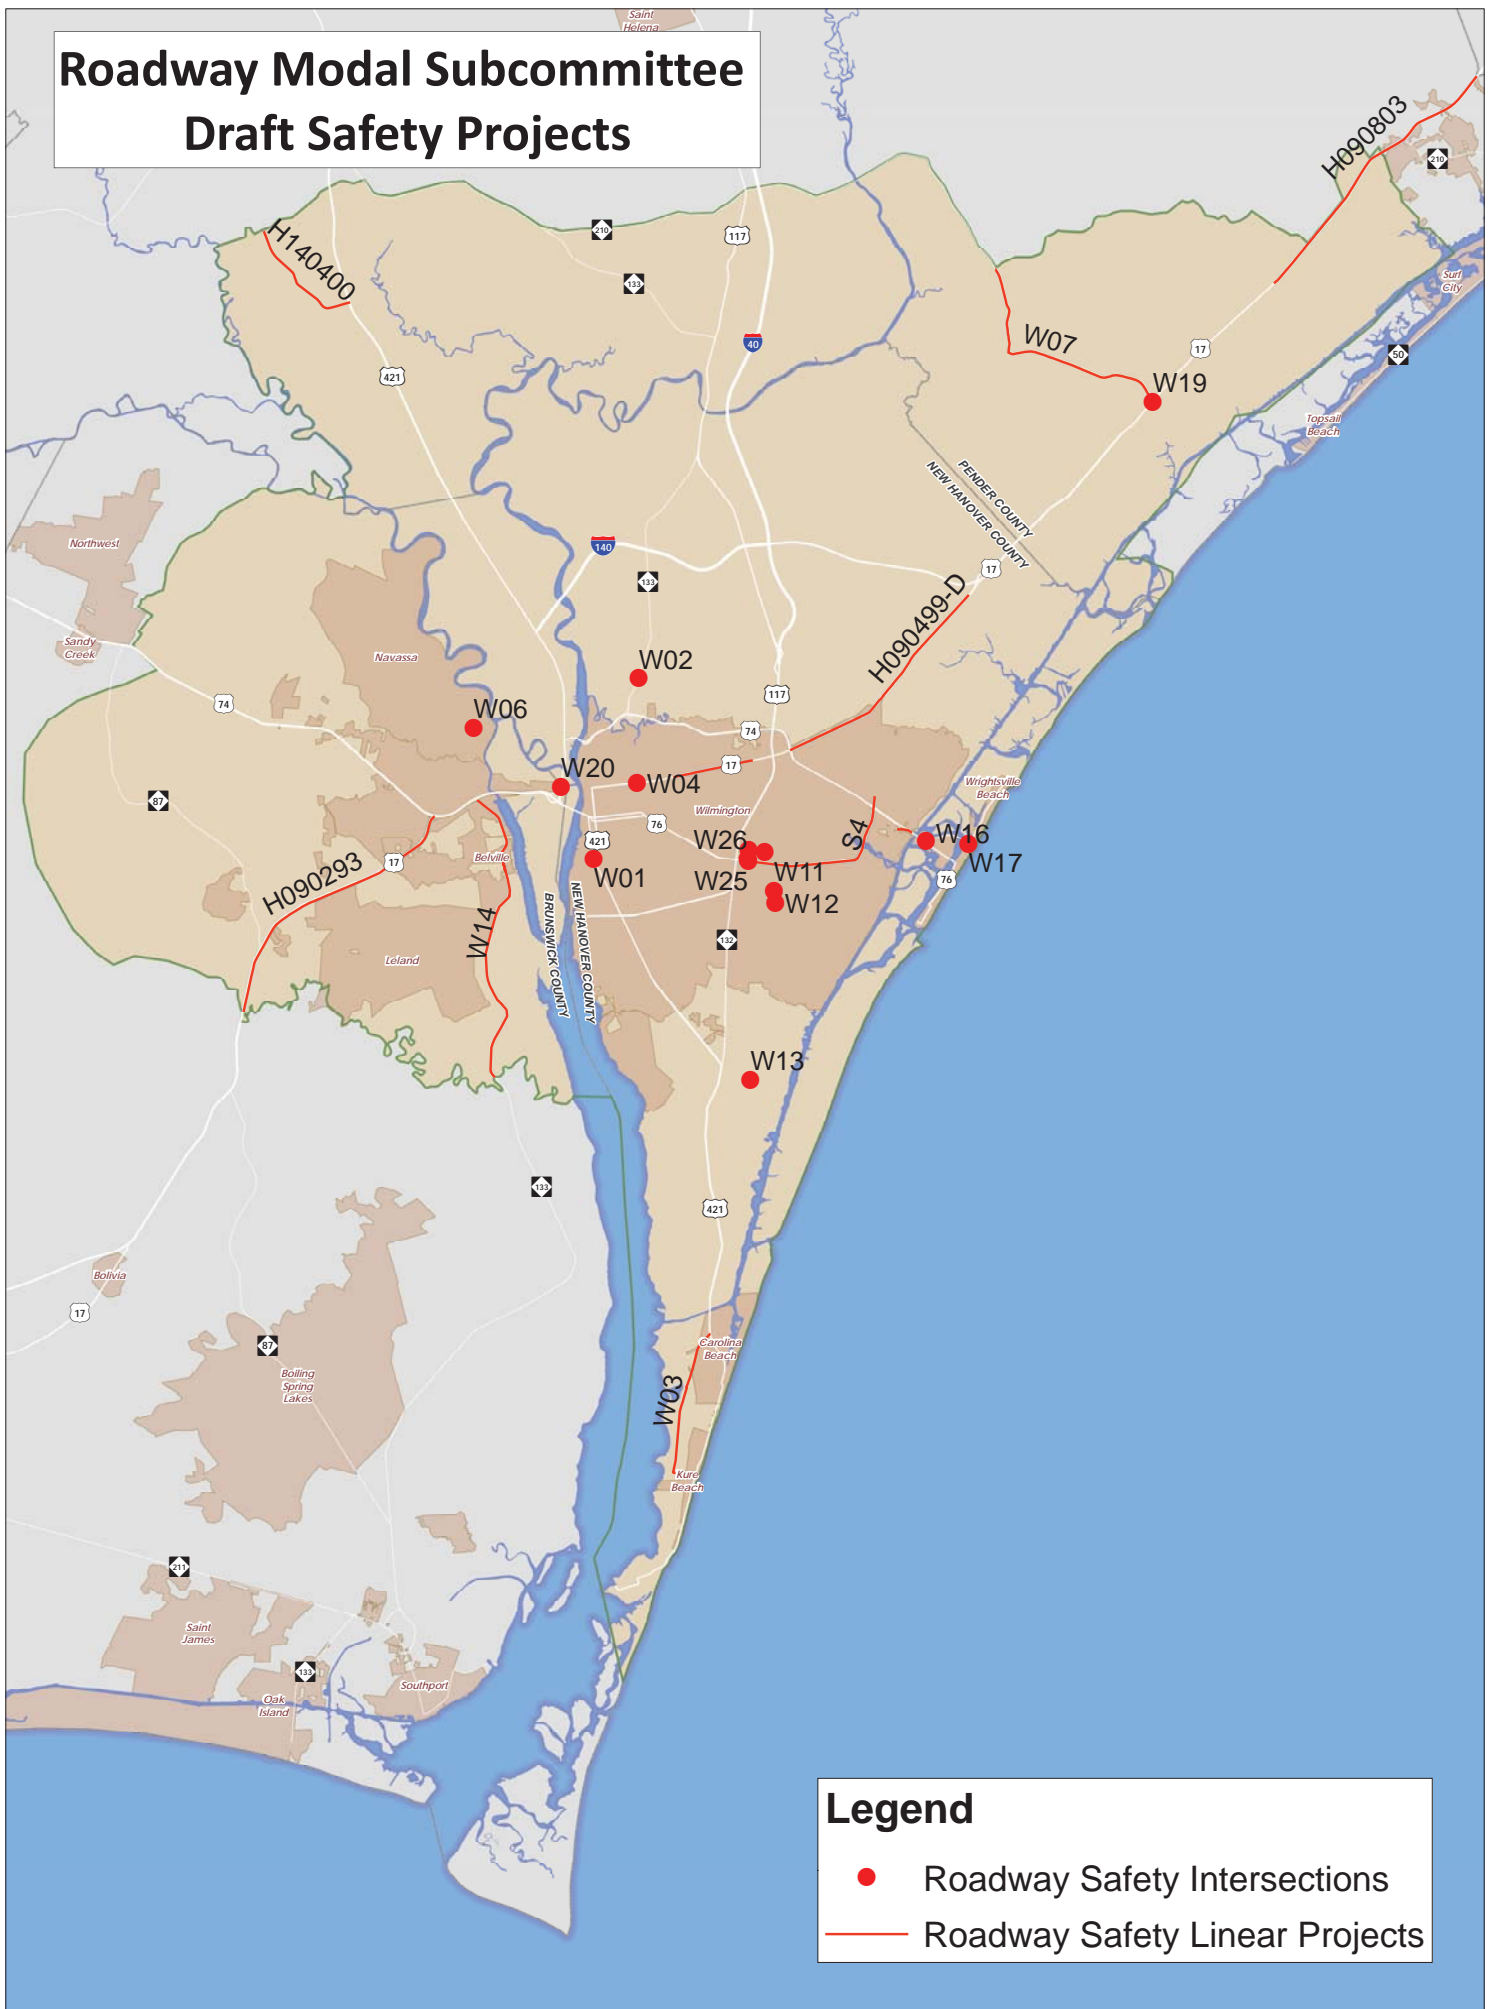 Saint
Helena
Roadway Modal Subcommittee
Draft Safety Projects
H090803
210
H140400
210
117
133
Surf
City
40
W07
17
50
421
W19
Topsail
Beach
PENDER COUNTY
NEW HANOVER COUNTY
Northwest
140
17
133
H090499-D
Sandy
Creek
Navassa
W02
117
74
W06
74
17
W20
W04
Wrightsville
Beach
87
Wilmington
76
S4
W16
421
W26
17
Belville
W01
W25
W11
W17
76
H090293
W12
W14
132
BRUNSWICK COUNTY
NEW HANOVER COUNTY
Leland
W13
133
421
Bolivia
17
87
Carolina
Beach
Boiling
Spring
Lakes
W03
Kure
Beach
211
Saint
James
133
Southport
Oak
Island
Legend
Roadway Safety Intersections
Roadway Safety Linear Projects